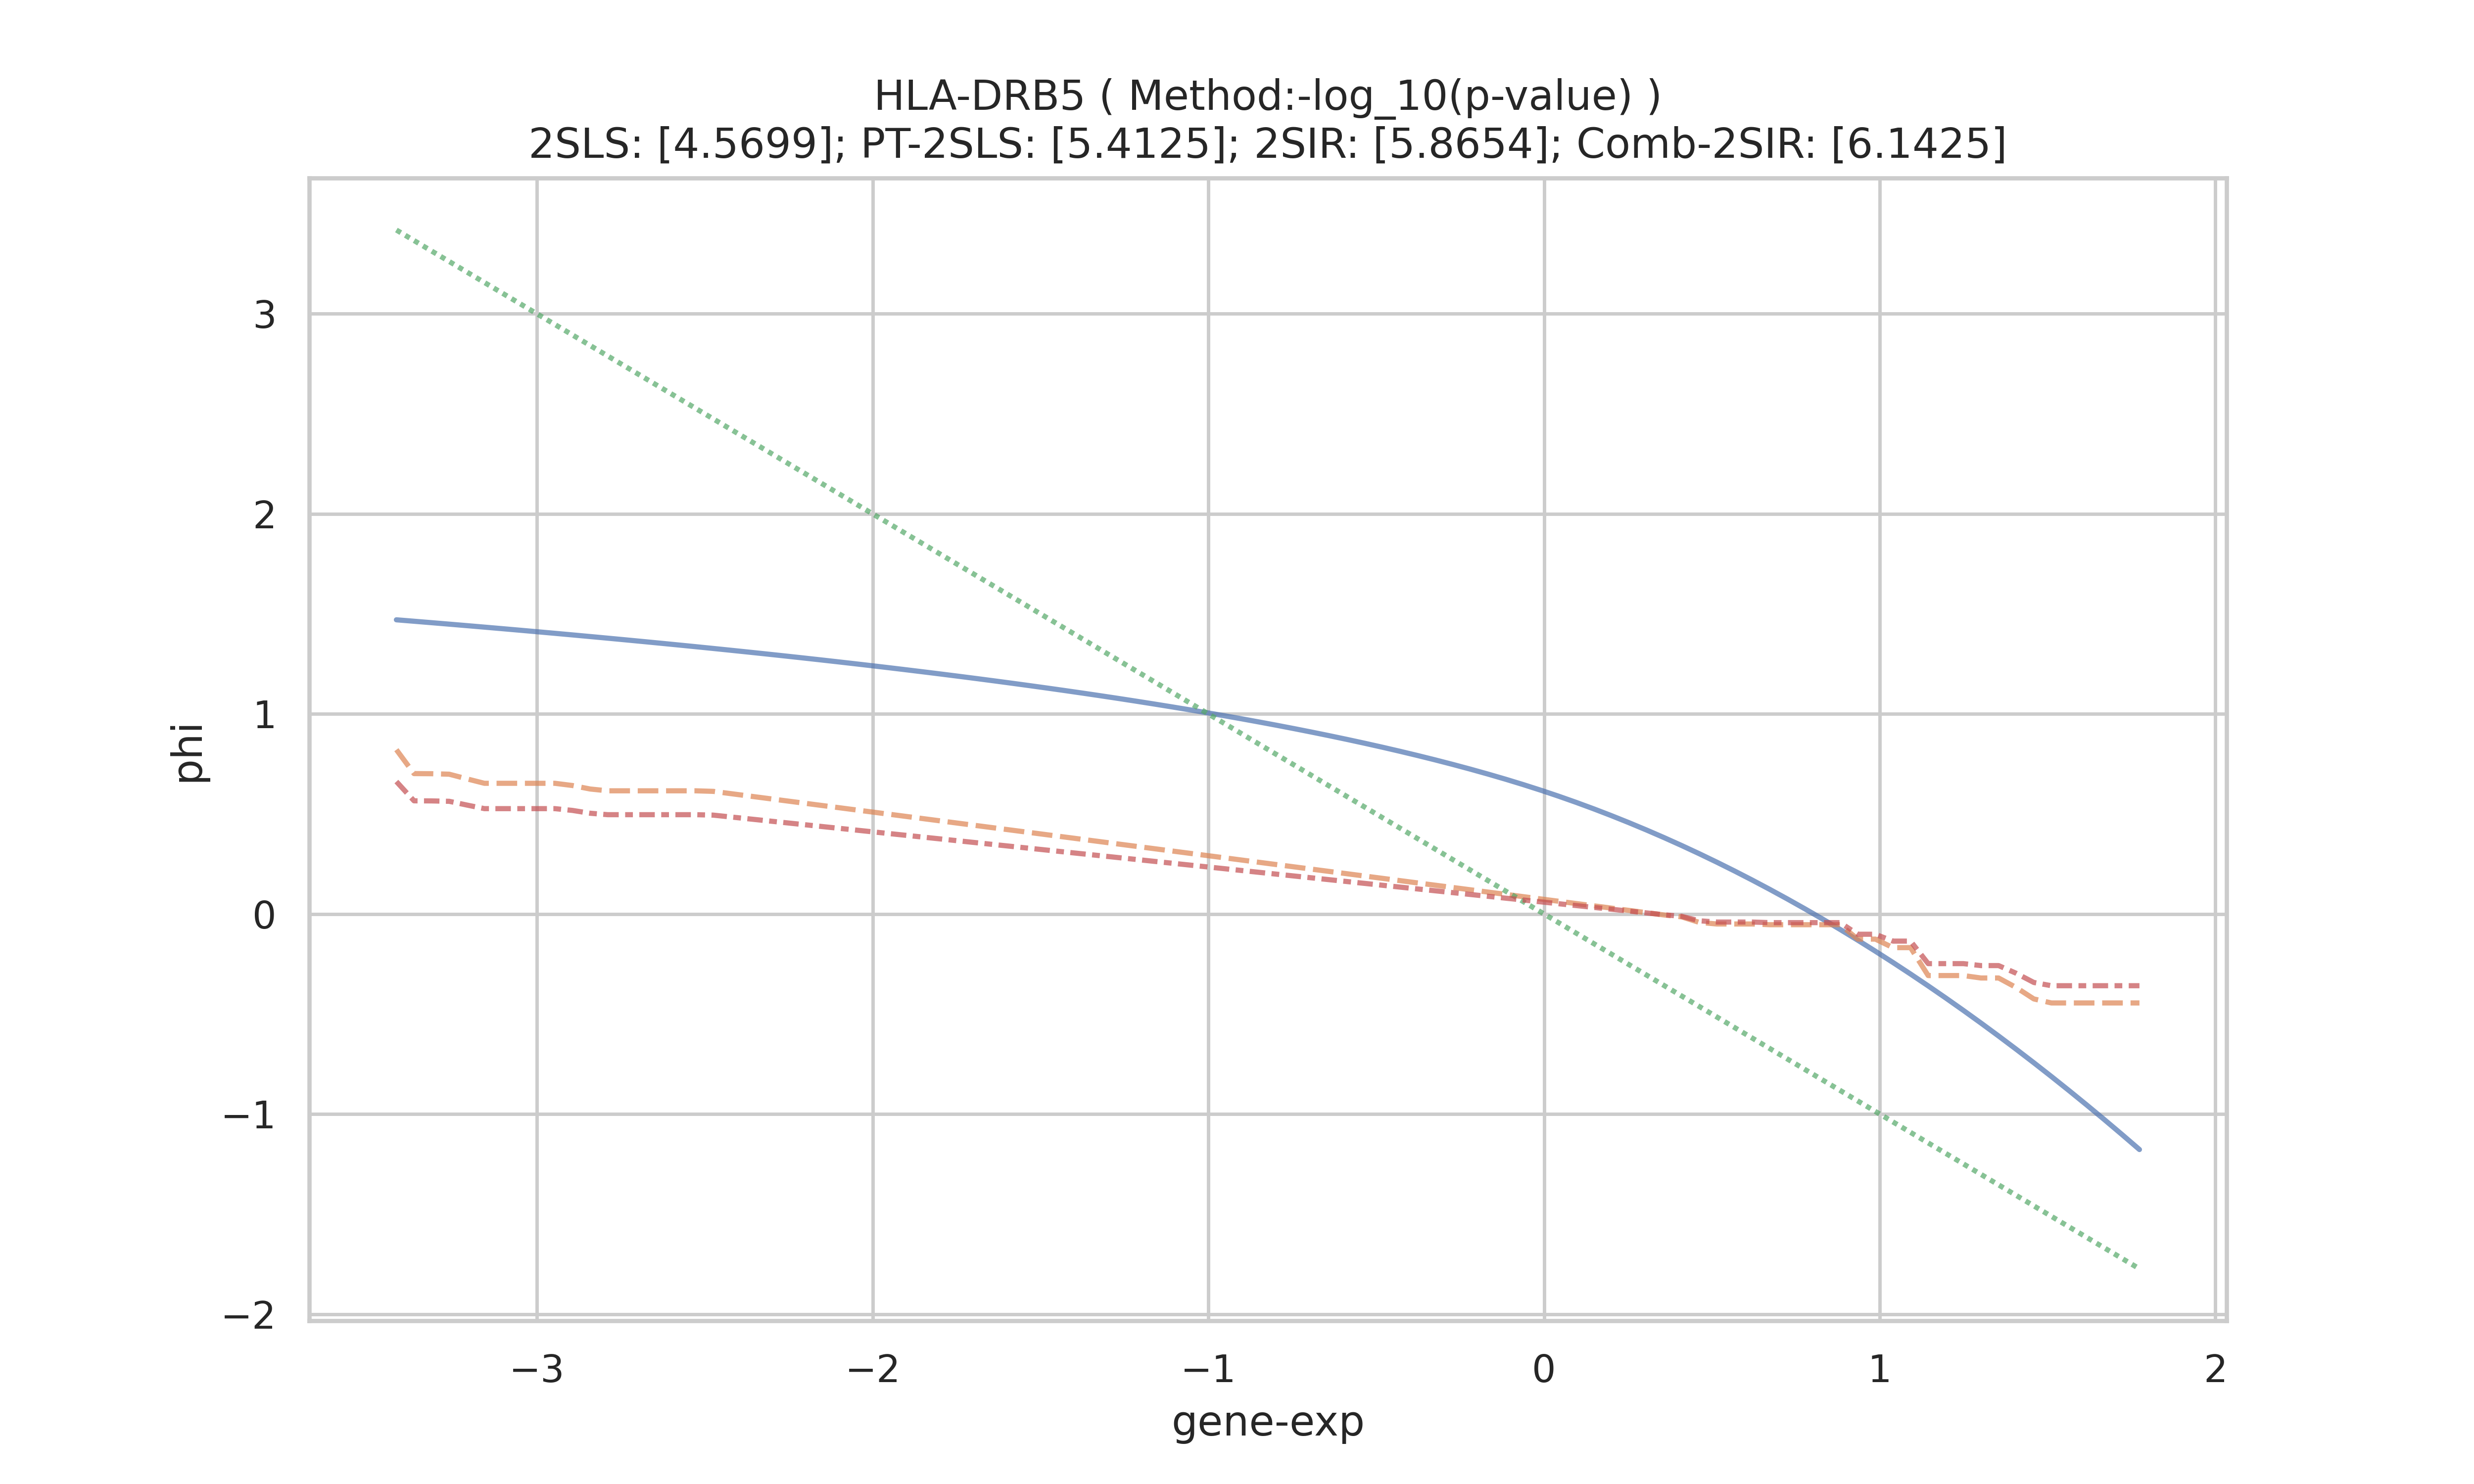 HLA-DRB5 ( Method:-log_10(p-value) )
2SLS: [4.5699]; PT-2SLS: [5.4125]; 2SIR: [5.8654]; Comb-2SIR: [6.1425]
3
2
1
0
−1
−2
phi
−3 −2 −1 0 1 2
gene-exp